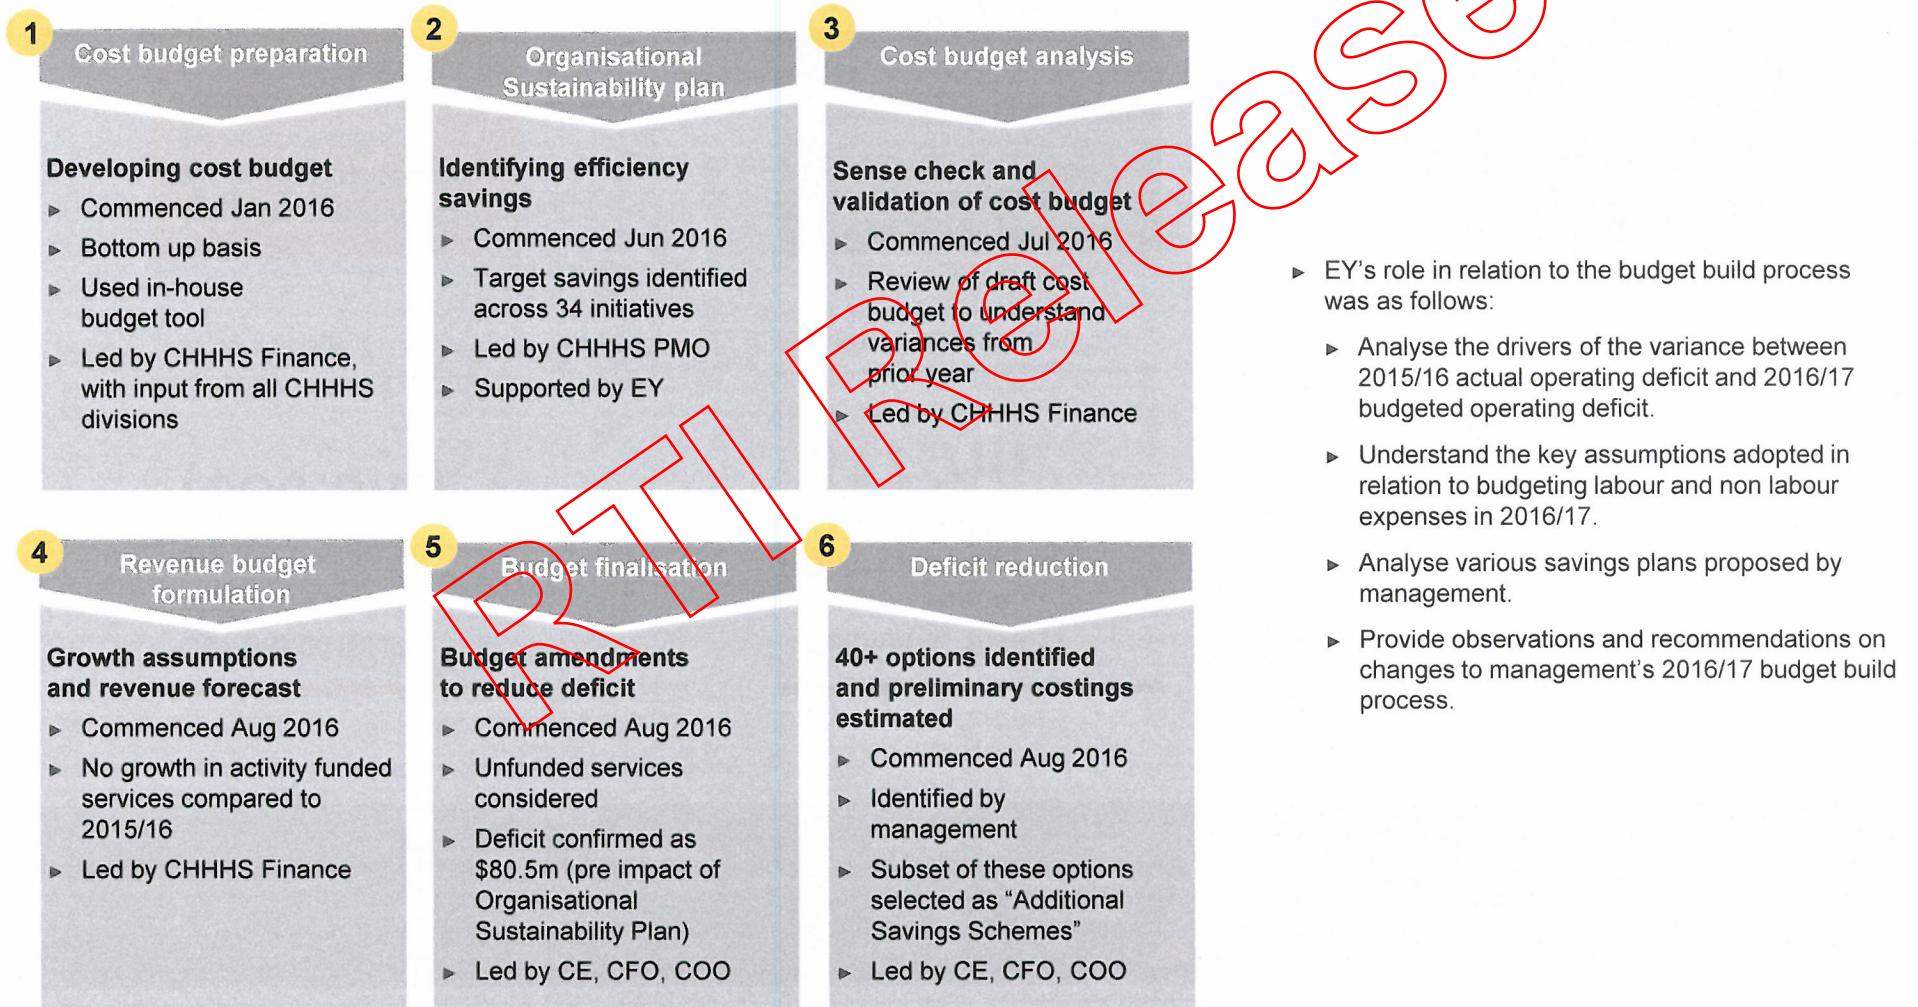 1
Cost budget preparation
Developing cost budget
► Commenced Jan 2016
► Bottom up basis
► Used in-house
budget tool
► Led by CHHHS Finance,
with input from all CHHHS
divisions
2
Organisational
Sustainability plan
Identifying efficiency
savings
► Commenced Jun 2016
► Target savings identified
across 34 initiatives
► Led by CHHHS PMO
► Supported by EY
3
Cost budget analysis
Sense check and
validation of cost budget
► Commenced Jul 2016
► Review of draft cost
budget to understand
variances from
prior year
► Led by CHHHS Finance
4
Revenue budget
formulation
Growth assumptions
and revenue forecast
► Commenced Aug 2016
► No growth in activity funded
services compared to
2015/16
► Led by CHHHS Finance
5
Budget finalisation
Budget amendments
to reduce deficit
► Commenced Aug 2016
► Unfunded services
considered
► Deficit confirmed as
$80.5m (pre impact of
Organisational
Sustainability Plan)
► Led by CE, CFO, COO
6
Deficit reduction
40+ options identified
and preliminary costings
estimated
► Commenced Aug 2016
► Identified by
management
► Subset of these options
selected as “Additional
Savings Schemes”
► Led by CE, CFO, COO
► EY’s role in relation to the budget build process
was as follows:
► Analyse the drivers of the variance between
2015/16 actual operating deficit and 2016/17
budgeted operating deficit.
► Understand the key assumptions adopted in
relation to budgeting labour and non labour
expenses in 2016/17.
► Analyse various savings plans proposed by
management.
► Provide observations and recommendations on
changes to management’s 2016/17 budget build
process.
RTI Release